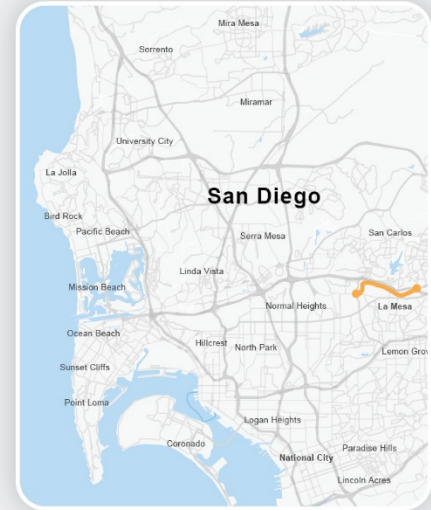 Mira Mesa
Sorrento
Miramar
University City
La Jolla
San Diego
Bird Rock
Pacific Beach
Serra Mesa
San Carlos
Linda Vista
Mission Beach
Normal Heights
La Mesa
Ocean Beach
Hillcrest
North Park
Lemon Grov
Sunset Cliffs
Point Loma
Logan Heights
Coronado
Paradise Hills
National City
Lincoln Acres